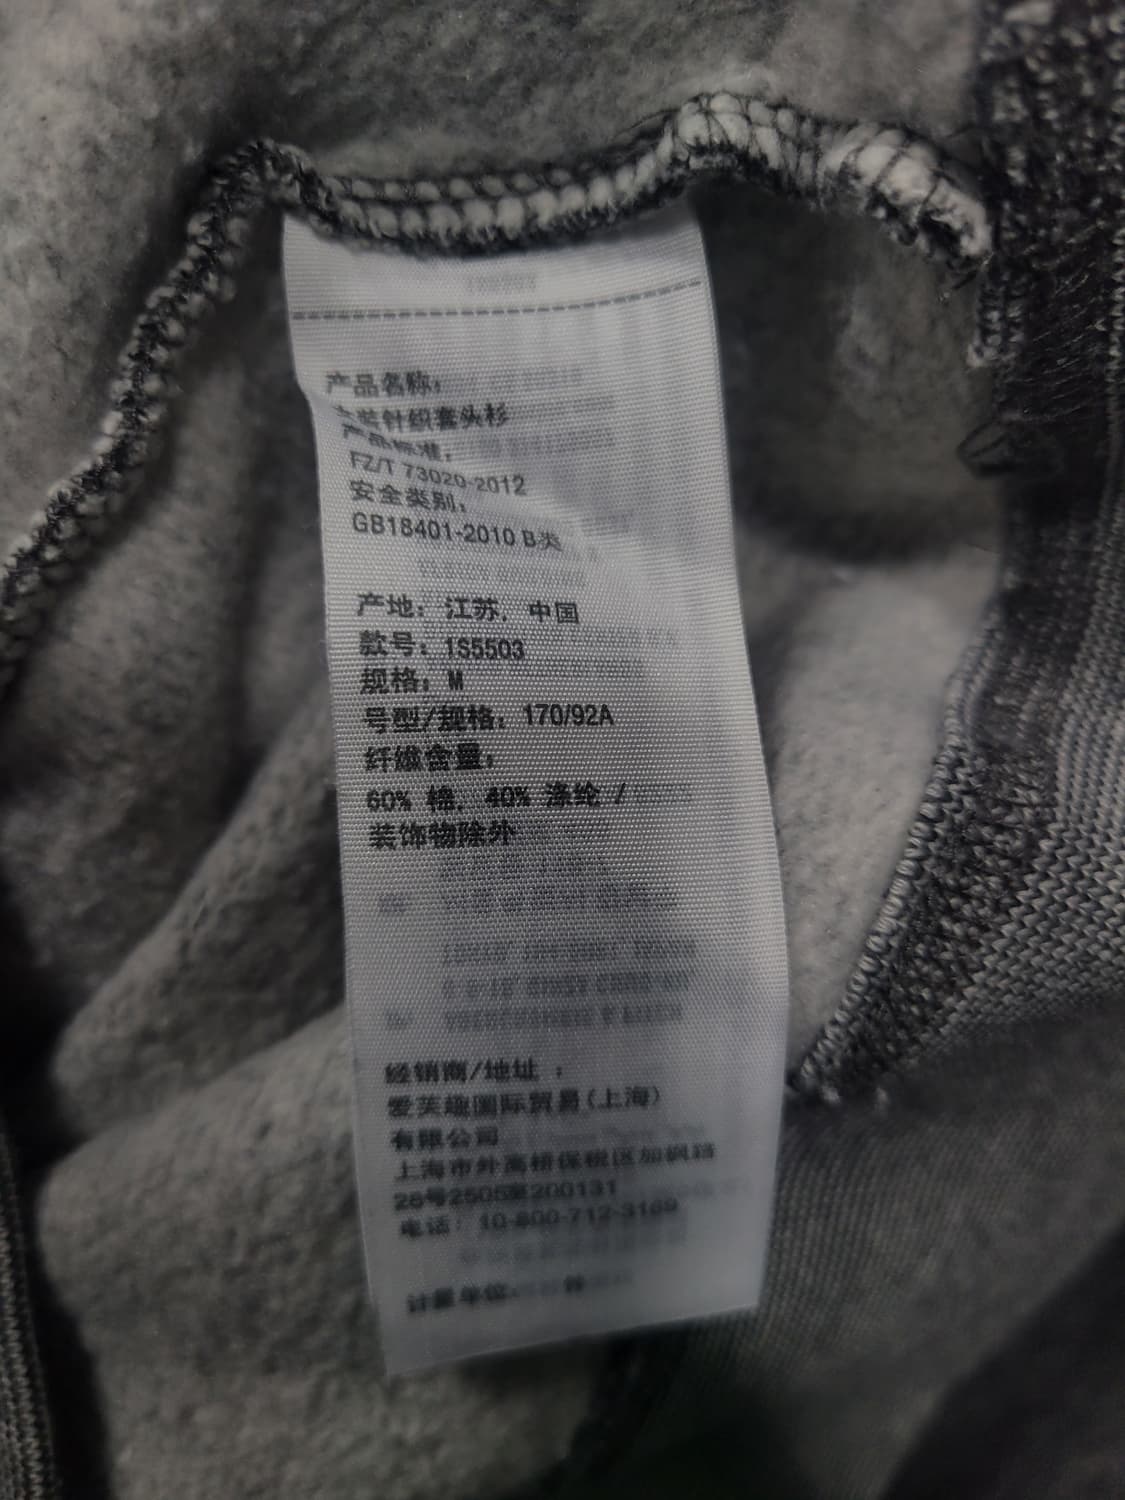 产品名称：
女装针织套头衫
产品标准：
FZ/T 73020-2012
安全类别：
GB18401-2010 B类
产地：江苏，中国
款号：1S5503
规格：M
号型/规格：170/92A
纤维含量：
60% 棉，40% 涤纶 /
装饰物除外
经销商/地址：
爱芙趣国际贸易(上海)
有限公司
上海市外高桥保税区加枫路
26号2505室200131
电话：10-800-712-3169
计量单位： 件